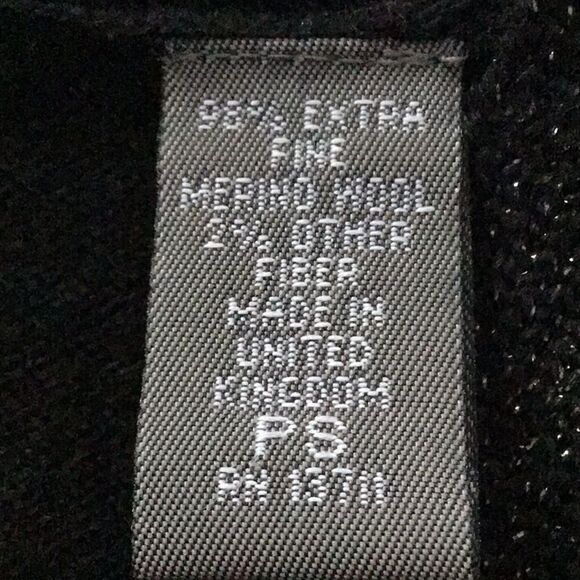 98% EXTRA
FINE
MERINO WOOL
2% OTHER
FIBER
MADE IN
UNITED
KINGDOM
PS
RN 13711